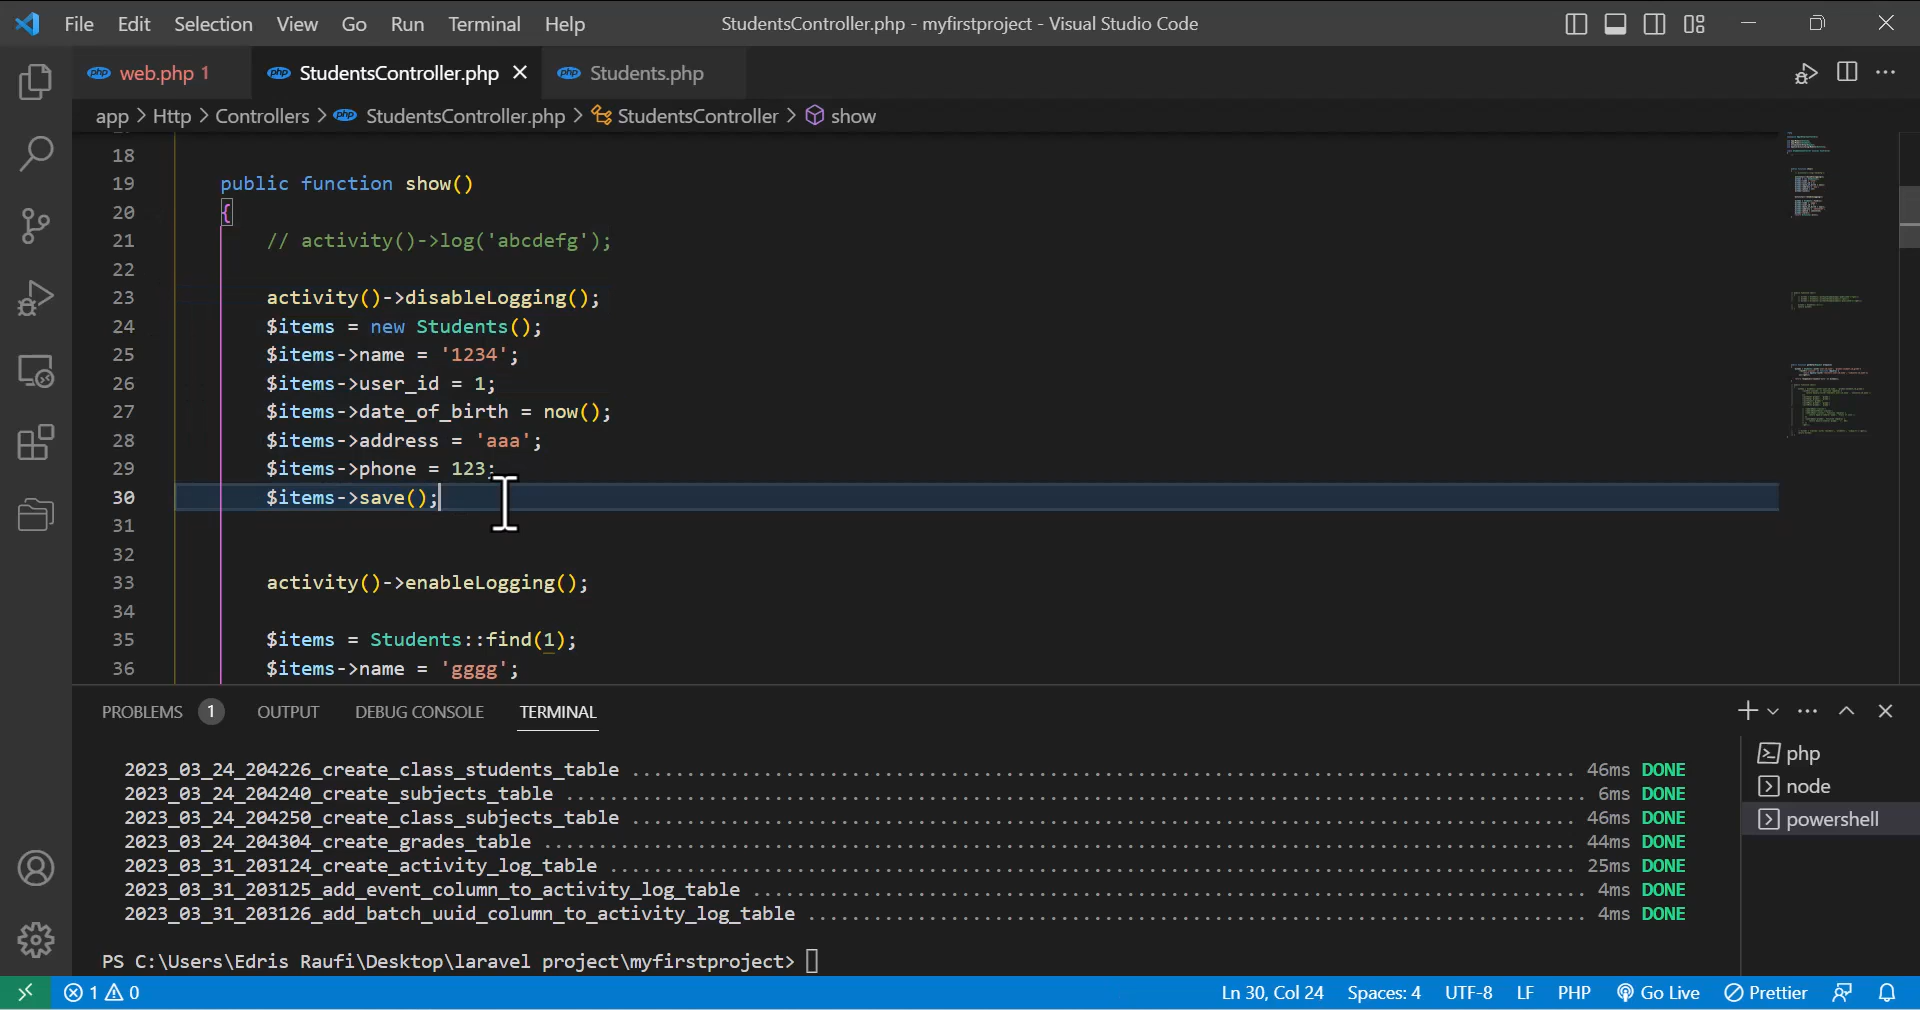 File Edit Selection View Go Run Terminal Help StudentsController.php - myfirstproject - Visual Studio Code
php web.php 1 php StudentsController.php php Students.php
app > Http > Controllers > php StudentsController.php > StudentsController > show
18
19 public function show()
20 {
21 // activity()->log('abcdefg');
22
23 activity()->disableLogging();
24 $items = new Students();
25 $items->name = '1234';
26 $items->user_id = 1;
27 $items->date_of_birth = now();
28 $items->address = 'aaa';
29 $items->phone = 123;
30 $items->save();
31
32
33 activity()->enableLogging();
34
35 $items = Students::find(1);
36 $items->name = 'gggg';
PROBLEMS 1 OUTPUT DEBUG CONSOLE TERMINAL
2023_03_24_204226_create_class_students_table ........ 46ms DONE
2023_03_24_204240_create_subjects_table ........ 6ms DONE
2023_03_24_204250_create_class_subjects_table ........ 46ms DONE
2023_03_24_204304_create_grades_table ........ 44ms DONE
2023_03_31_203124_create_activity_log_table ........ 25ms DONE
2023_03_31_203125_add_event_column_to_activity_log_table ........ 4ms DONE
2023_03_31_203126_add_batch_uuid_column_to_activity_log_table ........ 4ms DONE
PS C:\Users\Edris Raufi\Desktop\laravel project\myfirstproject>
php
node
powershell
1 0 Ln 30, Col 24 Spaces: 4 UTF-8 LF PHP Go Live Prettier